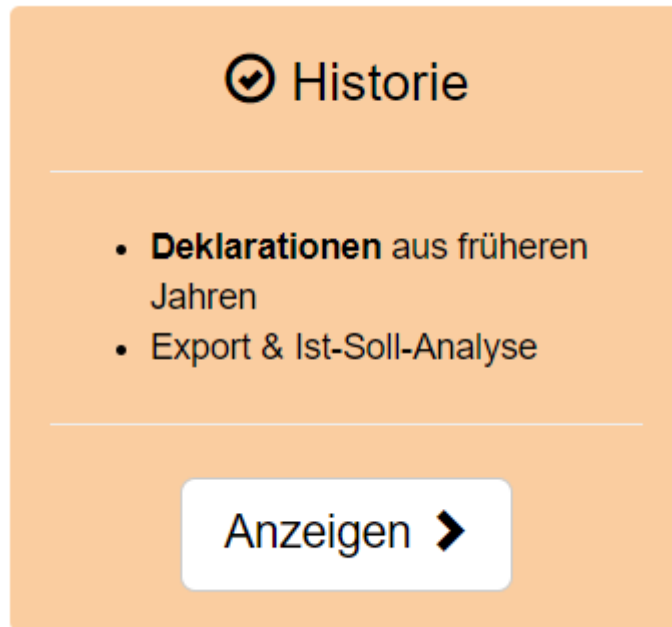 Historie
Deklarationen aus früheren
Jahren
Export & Ist-Soll-Analyse
Anzeigen